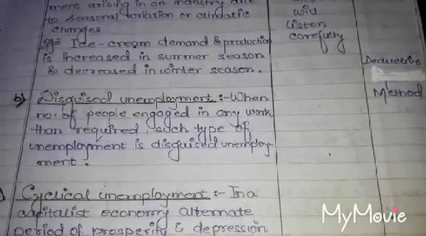 ment arising in an industry due
to seasonal variation or climatic
changes
eg:- Ice-cream demand & production
is increased in summer season
& decreased in winter season.
b) Disguised unemployment :- When
no. of people engaged in any work
than required such type of
unemployment is disguised unemploy
ment.
Cyclical unemployment :- In a
capitalist economy alternate
period of prosperity & depression
will
listen
carefully
Deductive
Method
MyMovie